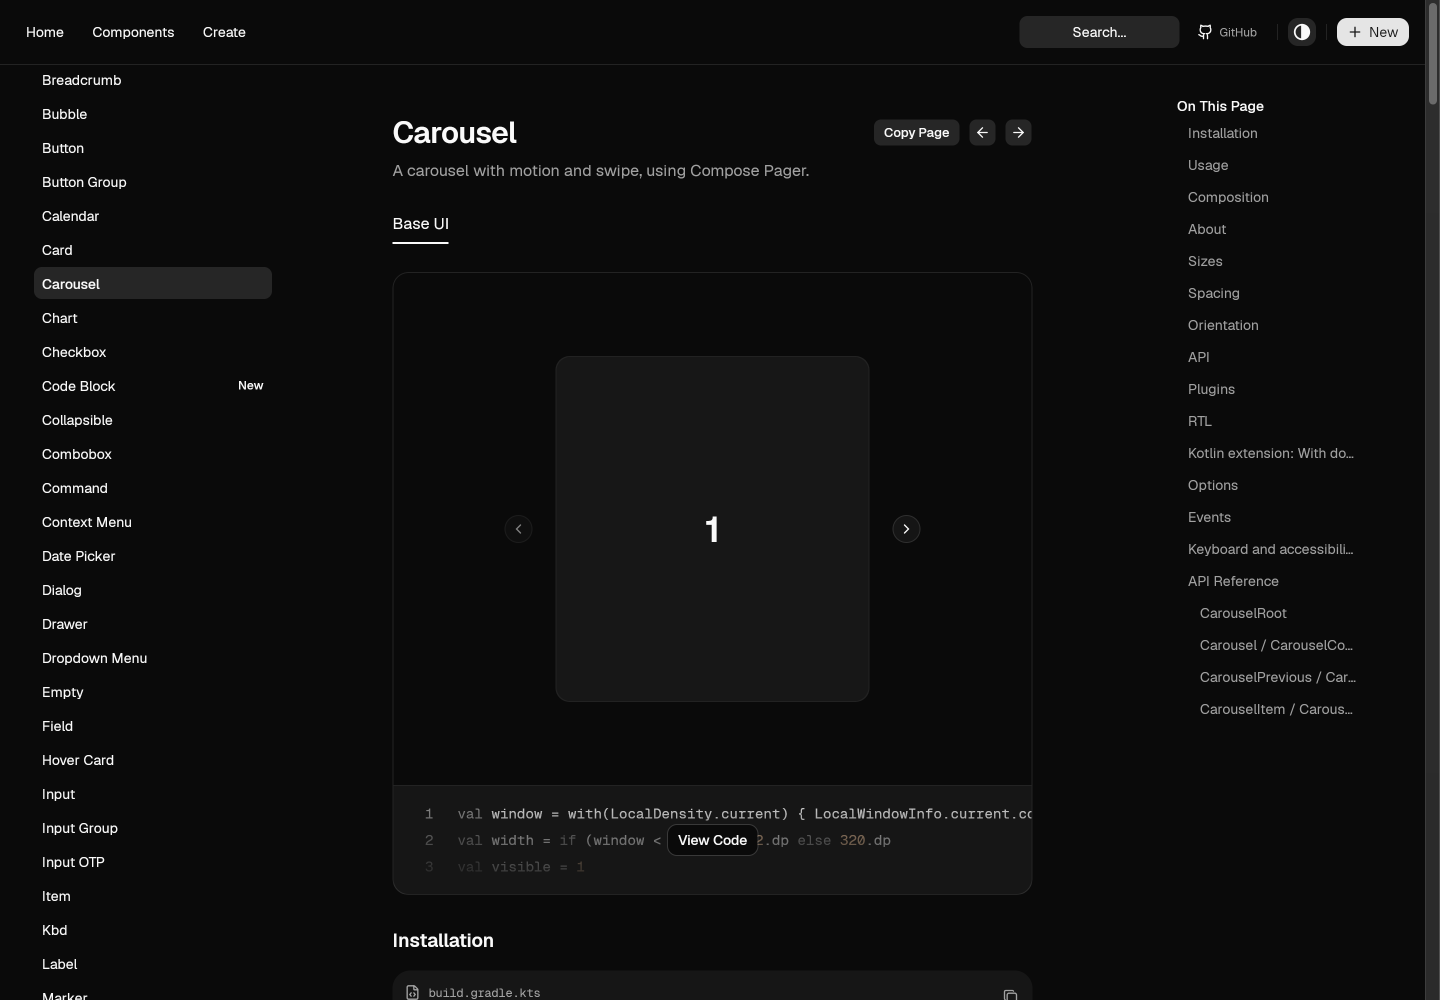 Home
Components
Create
Search...
GitHub
New
Breadcrumb
Bubble
Button
Button Group
Calendar
Card
Carousel
Chart
Checkbox
Code Block
New
Collapsible
Combobox
Command
Context Menu
Date Picker
Dialog
Drawer
Dropdown Menu
Empty
Field
Hover Card
Input
Input Group
Input OTP
Item
Kbd
Label
Marker
Carousel
Copy Page
A carousel with motion and swipe, using Compose Pager.
Base UI
1
1 val window = with(LocalDensity.current) { LocalWindowInfo.current.co
2 val width = if (window < 2.dp else 320.dp
View Code
3 val visible = 1
Installation
build.gradle.kts
On This Page
Installation
Usage
Composition
About
Sizes
Spacing
Orientation
API
Plugins
RTL
Kotlin extension: With do...
Options
Events
Keyboard and accessibili...
API Reference
CarouselRoot
Carousel / CarouselCo...
CarouselPrevious / Car...
CarouselItem / Carous...